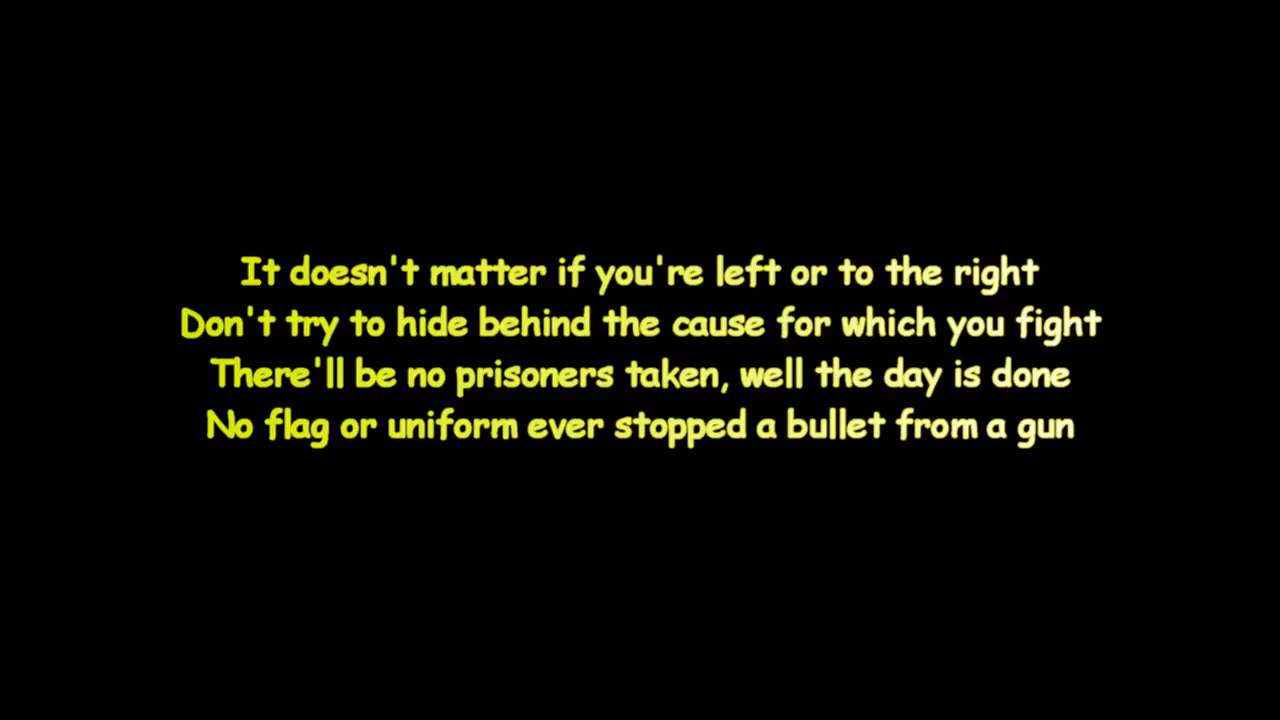 It doesn't matter if you're left or to the right
Don't try to hide behind the cause for which you fight
There'll be no prisoners taken, well the day is done
No flag or uniform ever stopped a bullet from a gun